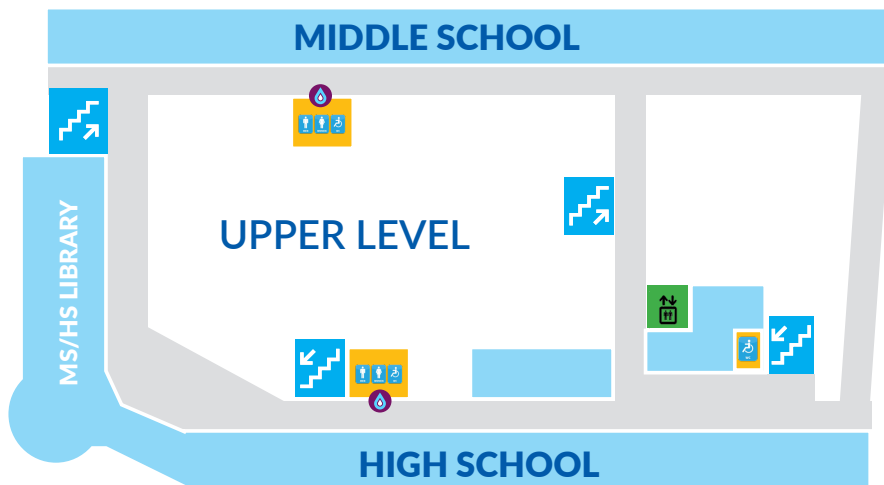 MIDDLE SCHOOL
UPPER LEVEL
MS/HS LIBRARY
HIGH SCHOOL